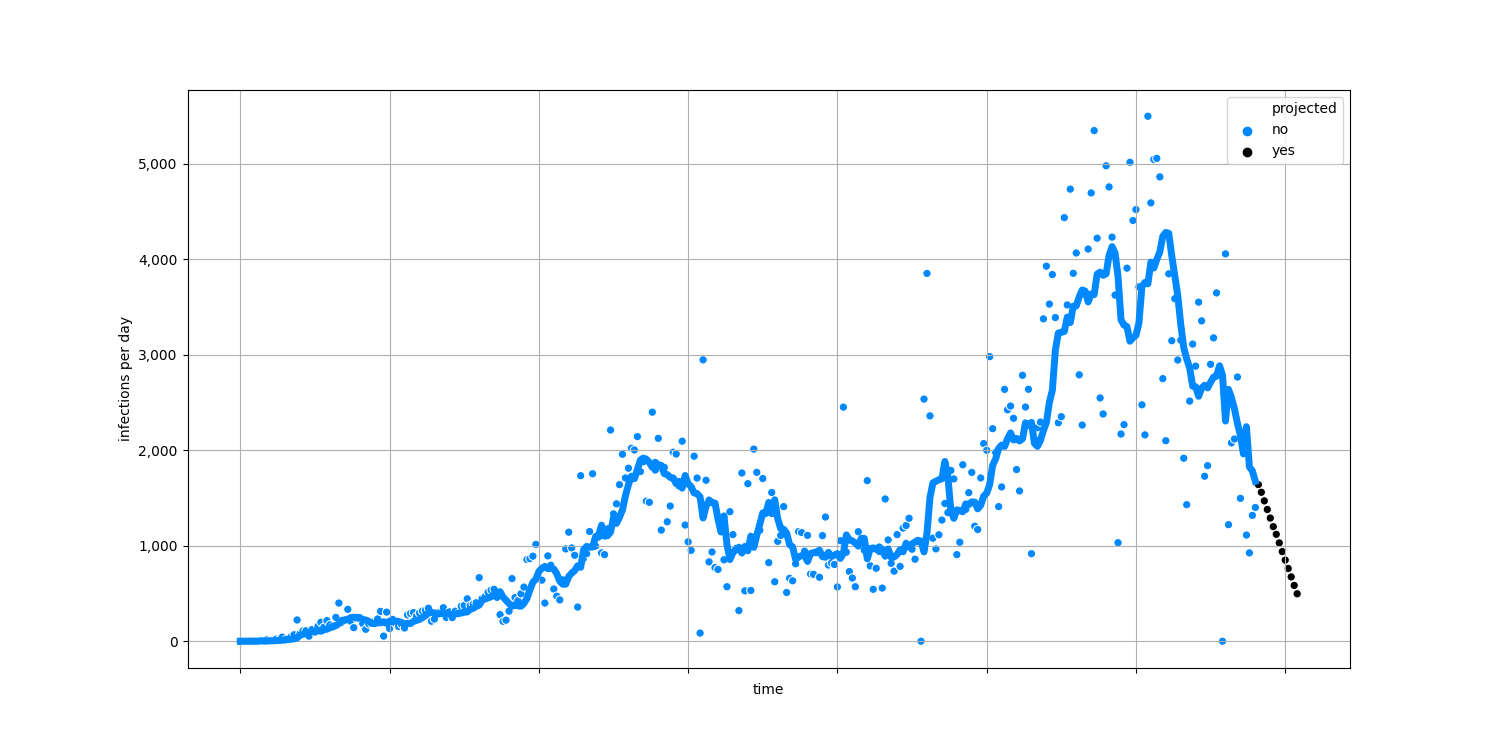 projected
no
yes
5,000
4,000
3,000
2,000
1,000
0
infections per day
time